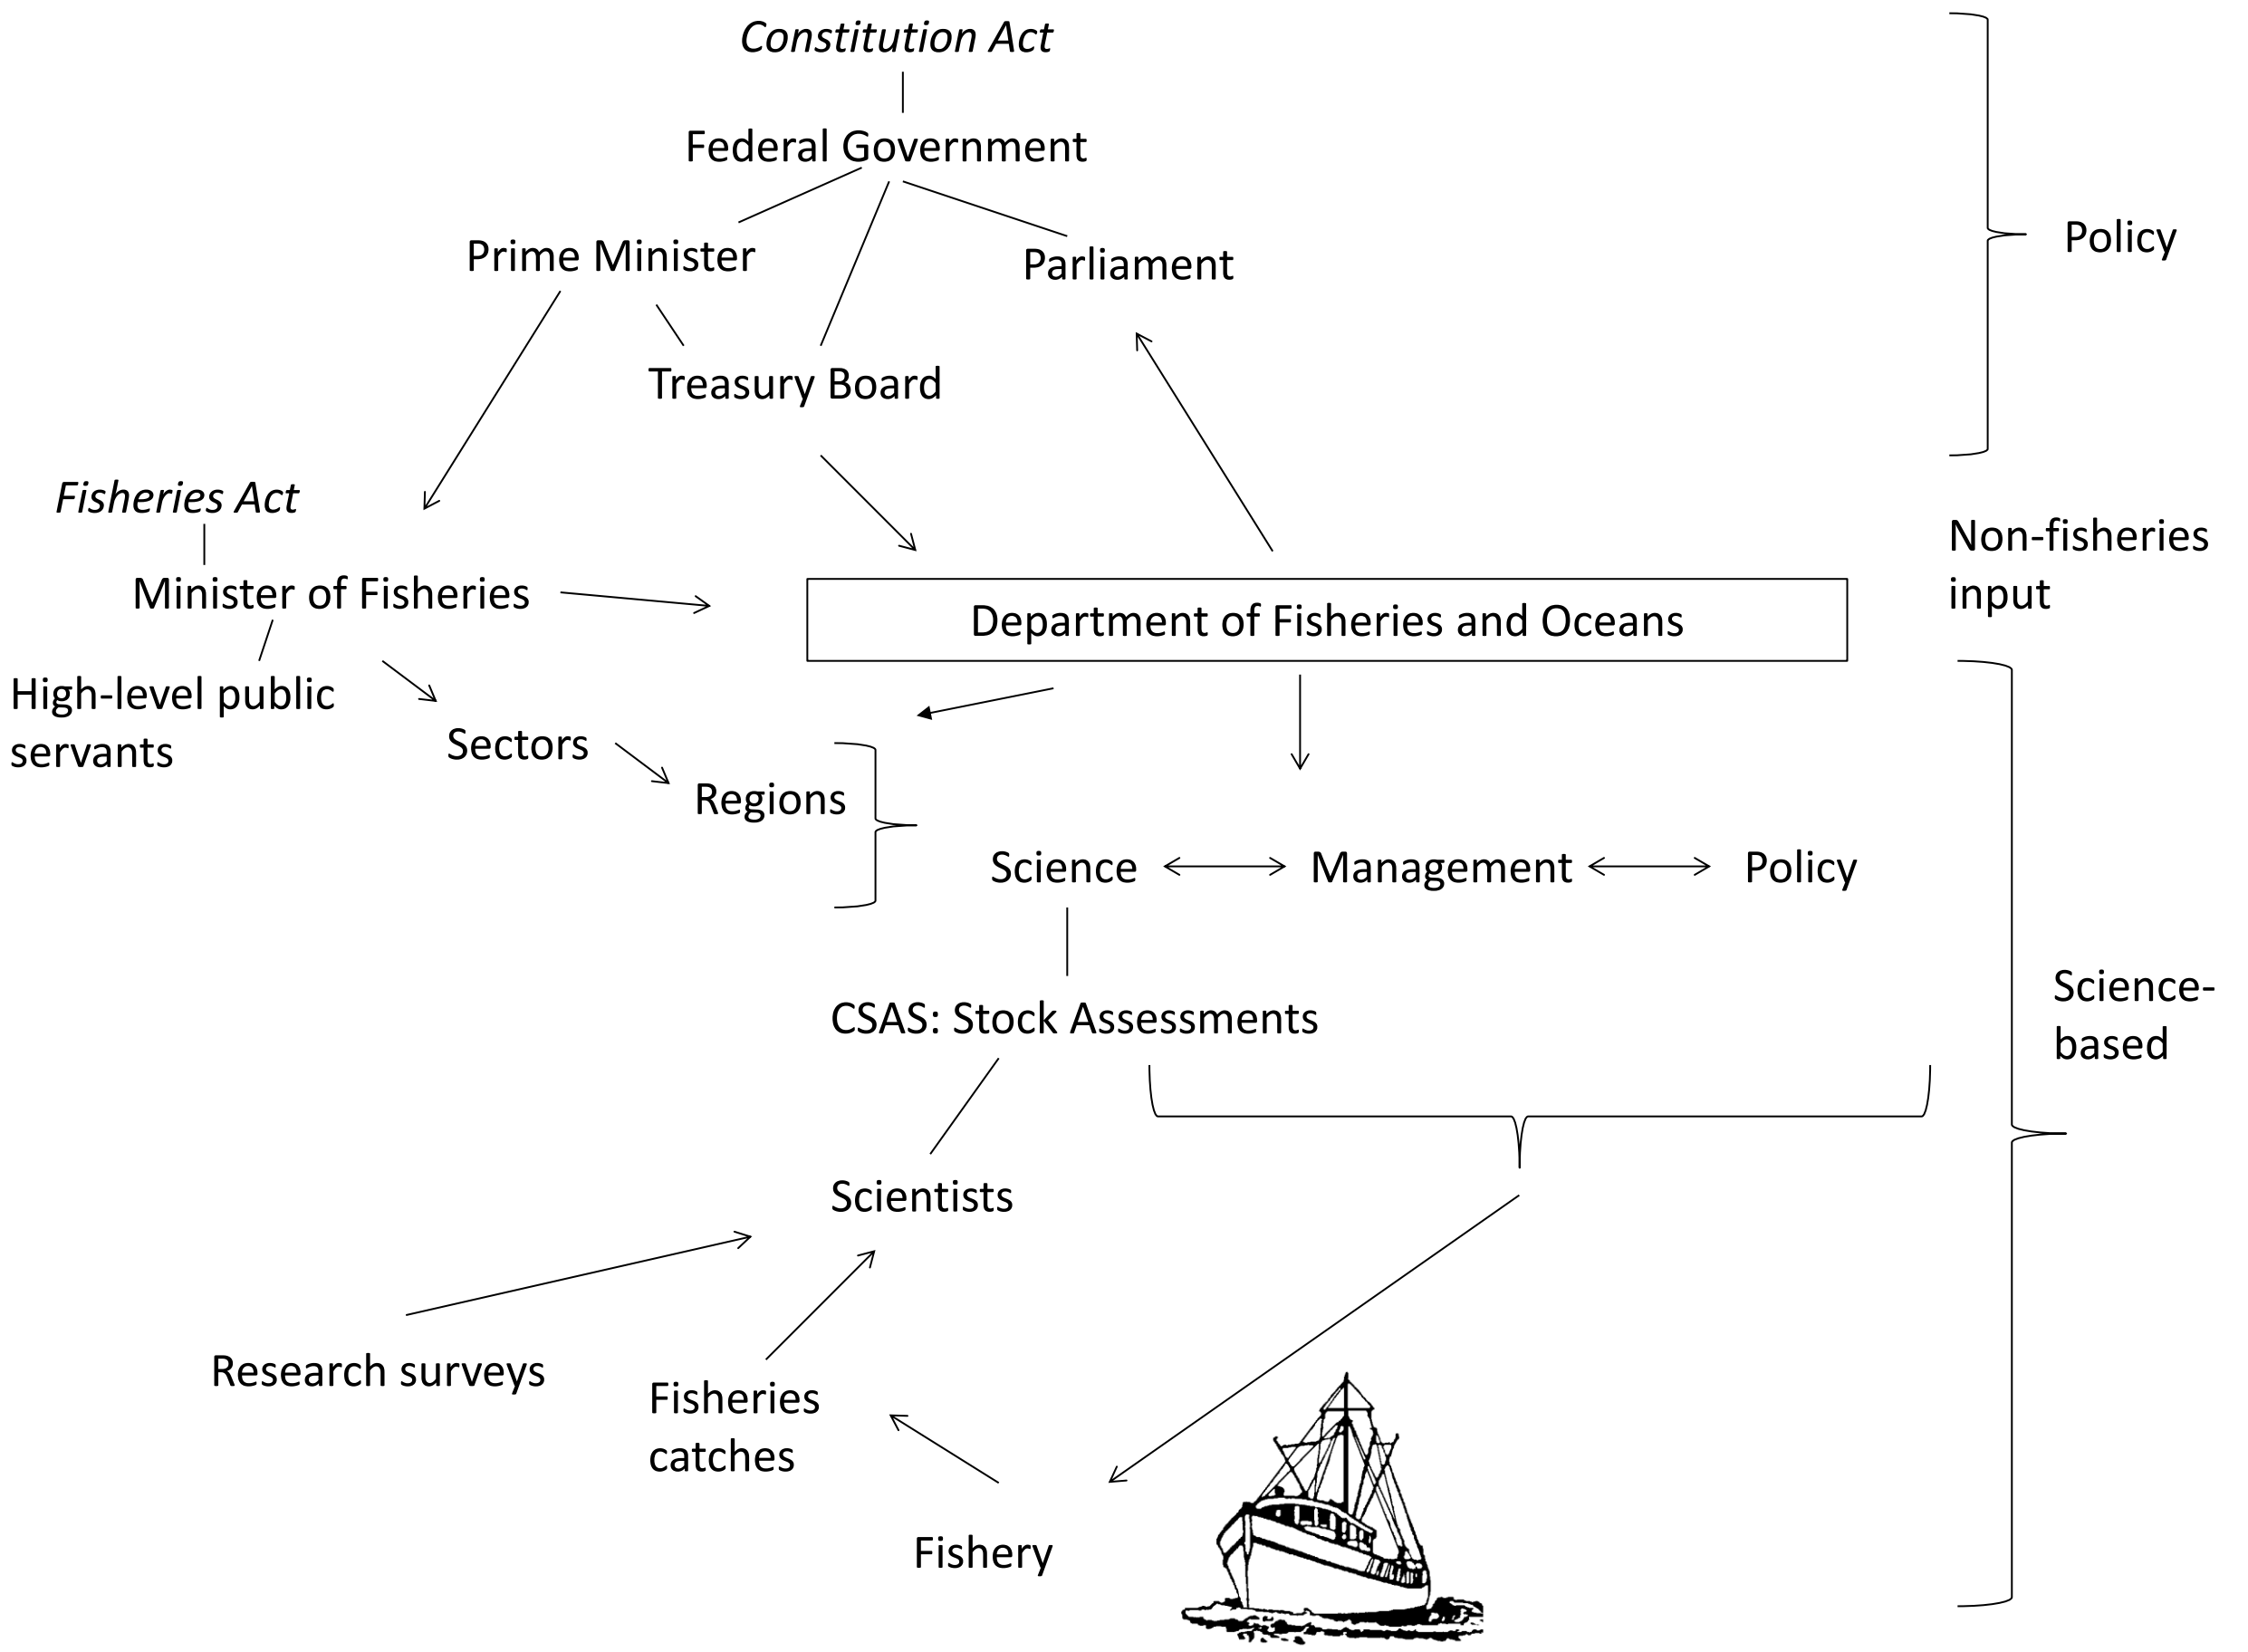 Constitution Act
Federal Government
Prime Minister
Parliament
Policy
Treasury Board
Fisheries Act
Non-fisheries
input
Minister of Fisheries
Department of Fisheries and Oceans
High-level public
servants
Sectors
Regions
Science
Management
Policy
Science-
based
CSAS: Stock Assessments
Scientists
Research surveys
Fisheries
catches
Fishery